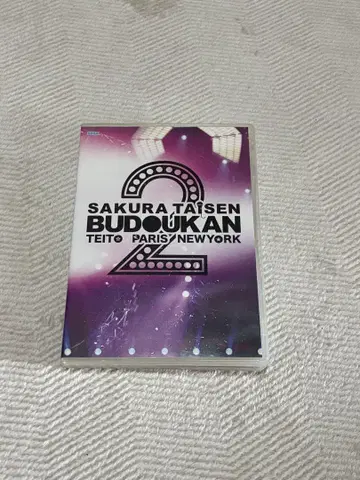 2
SAKURA TAISEN
BUDOUKAN
TEITO PARIS NEWYORK